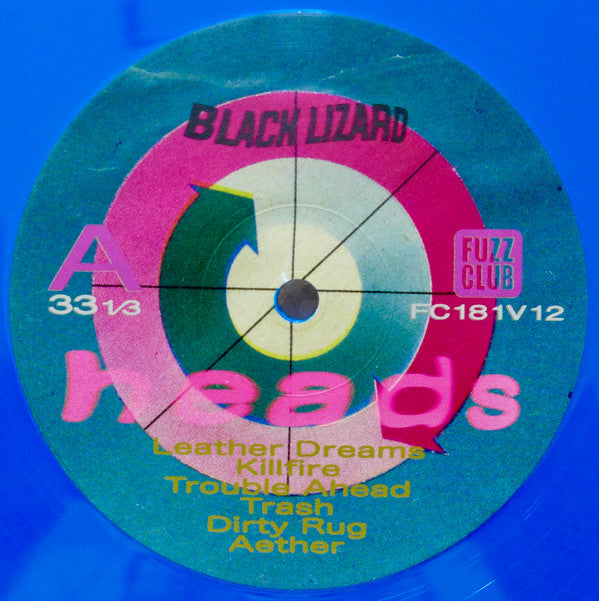 BLACK LIZARD
A
33 1/3
FUZZ
CLUB
FC181V12
heads
Leather Dreams
Killfire
Trouble Ahead
Trash
Dirty Rug
Aether